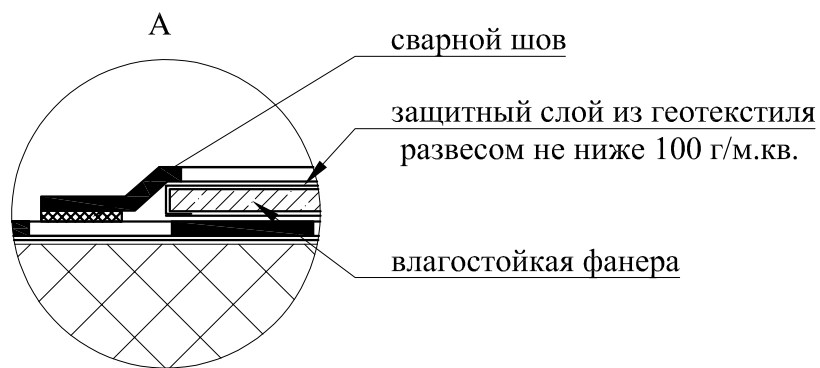 А
сварной шов
защитный слой из геотекстиля
развесом не ниже 100 г/м.кв.
влагостойкая фанера